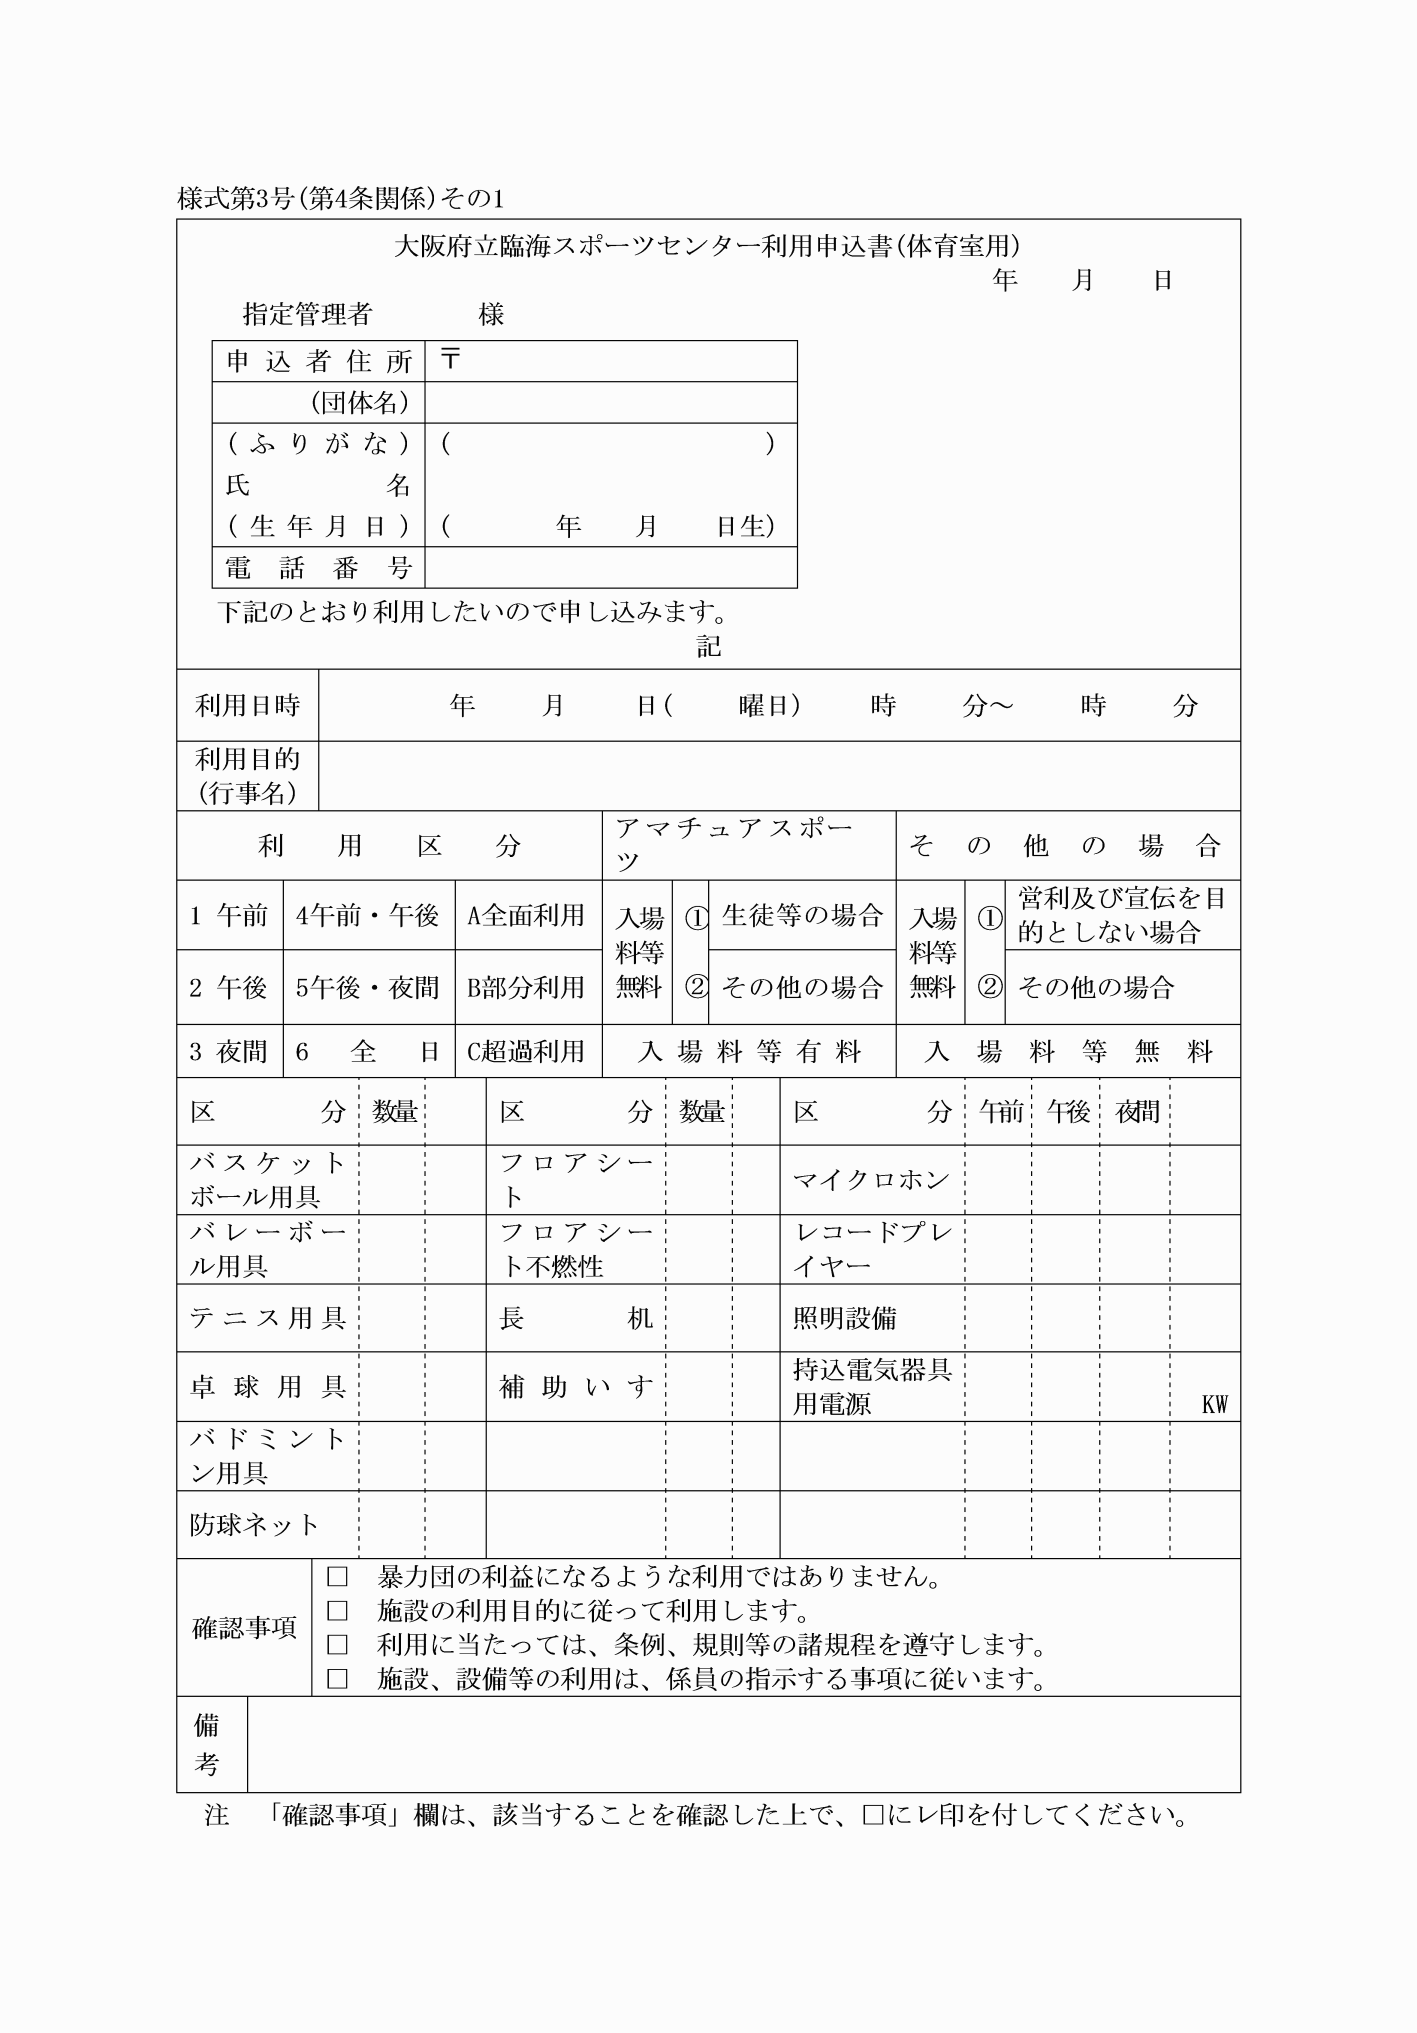 様式第3号(第4条関係)その1
大阪府立臨海スポーツセンター利用申込書(体育室用)
年 月 日
指定管理者 様
申込者住所 〒
(団体名)
(ふりがな) ( )
氏 名
(生年月日) ( 年 月 日生)
電話番号
下記のとおり利用したいので申し込みます。
記
利用日時 年 月 日( 曜日) 時 分～ 時 分
利用目的
(行事名)
利用区分
アマチュアスポー
ツ
その他の場合
1 午前 4午前・午後 A全面利用
2 午後 5午後・夜間 B部分利用
3 夜間 6 全 日 C超過利用
入場
料等
無料
① 生徒等の場合
② その他の場合
入場料等有料
入場
料等
無料
① 営利及び宣伝を目
的としない場合
② その他の場合
入場料等無料
区 分 数量 区 分 数量 区 分 午前 午後 夜間
バスケット
ボール用具
フロアシー
ト
マイクロホン
バレーボー
ル用具
フロアシー
ト不燃性
レコードプレ
イヤー
テニス用具 長 机 照明設備
卓球用具 補助いす
持込電気器具
用電源 KW
バドミント
ン用具
防球ネット
確認事項
□ 暴力団の利益になるような利用ではありません。
□ 施設の利用目的に従って利用します。
□ 利用に当たっては、条例、規則等の諸規程を遵守します。
□ 施設、設備等の利用は、係員の指示する事項に従います。
備
考
注 「確認事項」欄は、該当することを確認した上で、□にレ印を付してください。